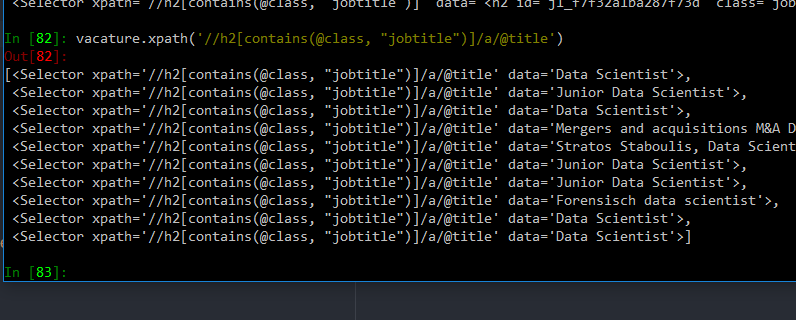 <Selector xpath='//h2[contains(@class, "jobtitle")]' data='<h2 id="jl_f7f32a1ba287f73d" class="job
In [82]: vacature.xpath('//h2[contains(@class, "jobtitle")]/a/@title')
Out[82]:
[<Selector xpath='//h2[contains(@class, "jobtitle")]/a/@title' data='Data Scientist'>,
<Selector xpath='//h2[contains(@class, "jobtitle")]/a/@title' data='Junior Data Scientist'>,
<Selector xpath='//h2[contains(@class, "jobtitle")]/a/@title' data='Data Scientist'>,
<Selector xpath='//h2[contains(@class, "jobtitle")]/a/@title' data='Mergers and acquisitions M&A D
<Selector xpath='//h2[contains(@class, "jobtitle")]/a/@title' data='Stratos Staboulis, Data Scient
<Selector xpath='//h2[contains(@class, "jobtitle")]/a/@title' data='Junior Data Scientist'>,
<Selector xpath='//h2[contains(@class, "jobtitle")]/a/@title' data='Junior Data Scientist'>,
<Selector xpath='//h2[contains(@class, "jobtitle")]/a/@title' data='Forensisch data scientist'>,
<Selector xpath='//h2[contains(@class, "jobtitle")]/a/@title' data='Data Scientist'>,
<Selector xpath='//h2[contains(@class, "jobtitle")]/a/@title' data='Data Scientist'>]
In [83]: